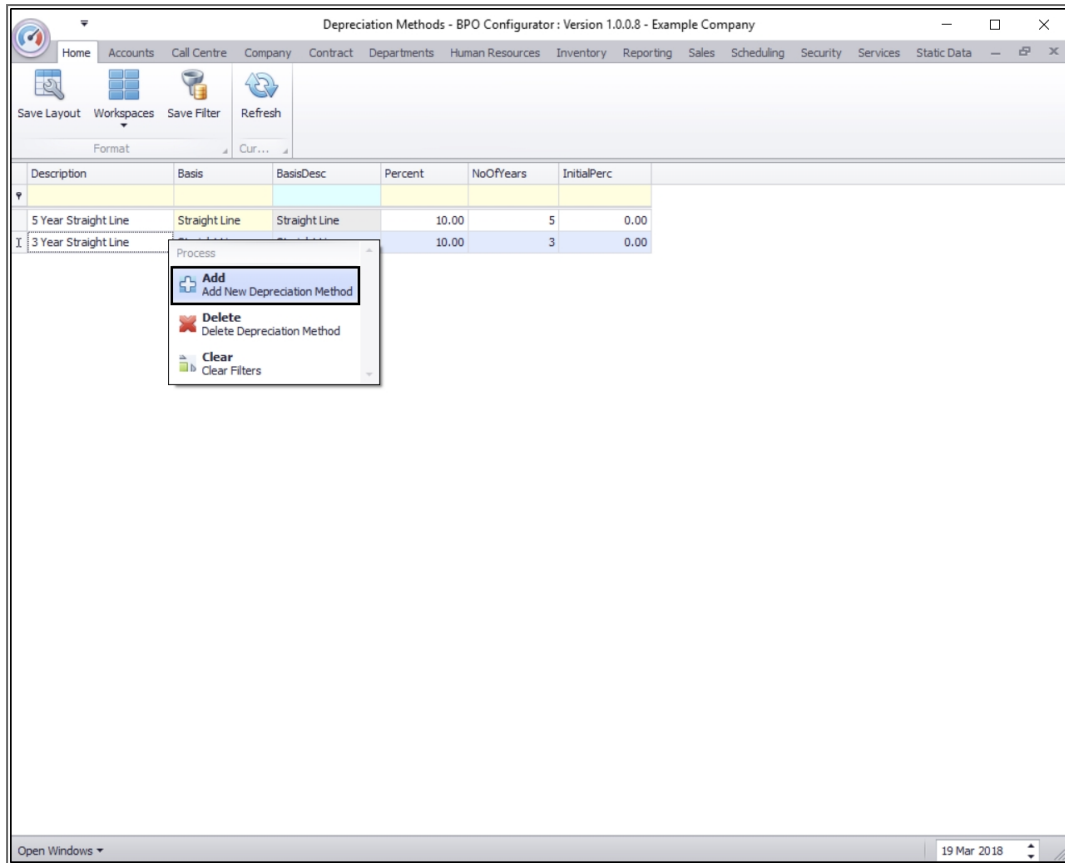 Depreciation Methods - BPO Configurator : Version 1.0.0.8 - Example Company
Home Accounts Call Centre Company Contract Departments Human Resources Inventory Reporting Sales Scheduling Security Services Static Data
Save Layout Workspaces Save Filter Refresh
Format Cur...
Description Basis BasisDesc Percent NoOfYears InitialPerc
5 Year Straight Line Straight Line Straight Line 10.00 5 0.00
3 Year Straight Line 10.00 3 0.00
Process
Add
Add New Depreciation Method
Delete
Delete Depreciation Method
Clear
Clear Filters
Open Windows 19 Mar 2018